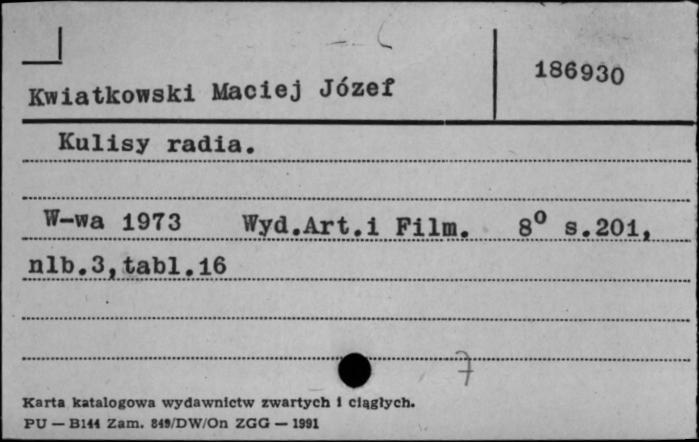 186930
Kwiatkowski Maciej Józef
Kulisy radia.
W-wa 1973 Wyd.Art.i Film. 8⁰ s.201,
nlb.3,tabl.16
7
Karta katalogowa wydawnictw zwartych i ciągłych.
PU — B144 Zam. 849/DW/On ZGG — 1991